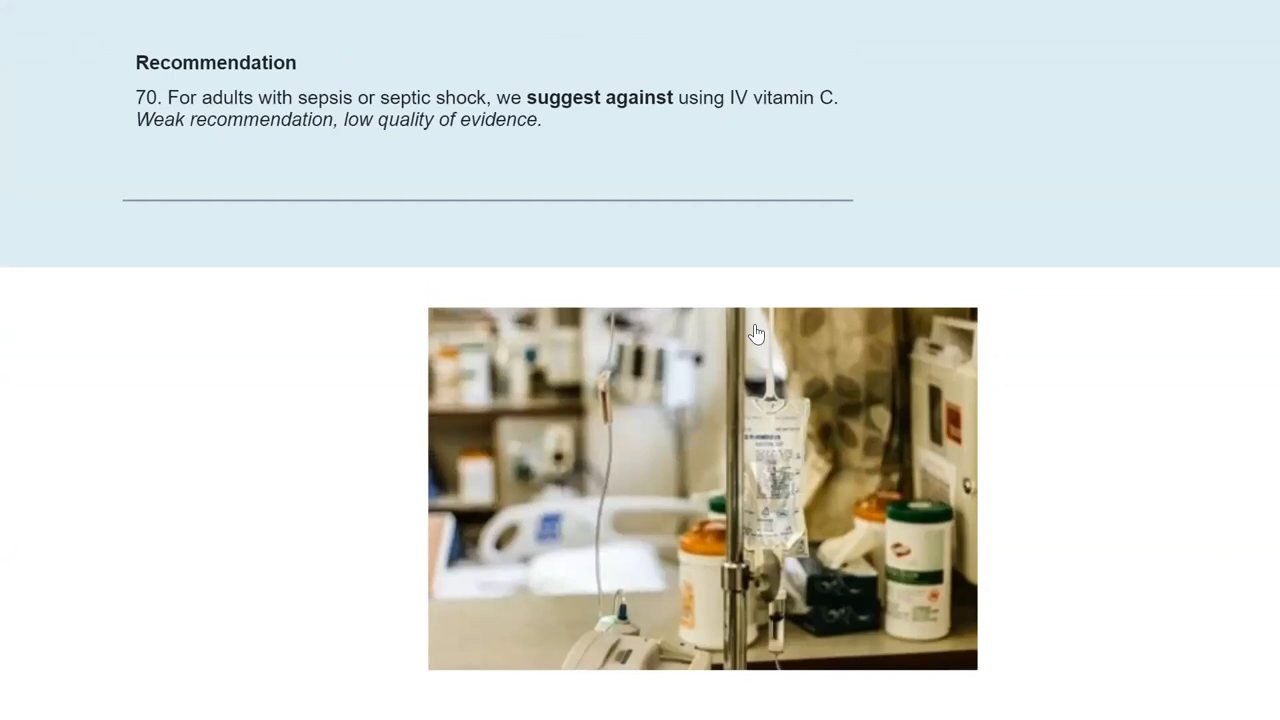 Recommendation
70. For adults with sepsis or septic shock, we suggest against using IV vitamin C.
Weak recommendation, low quality of evidence.